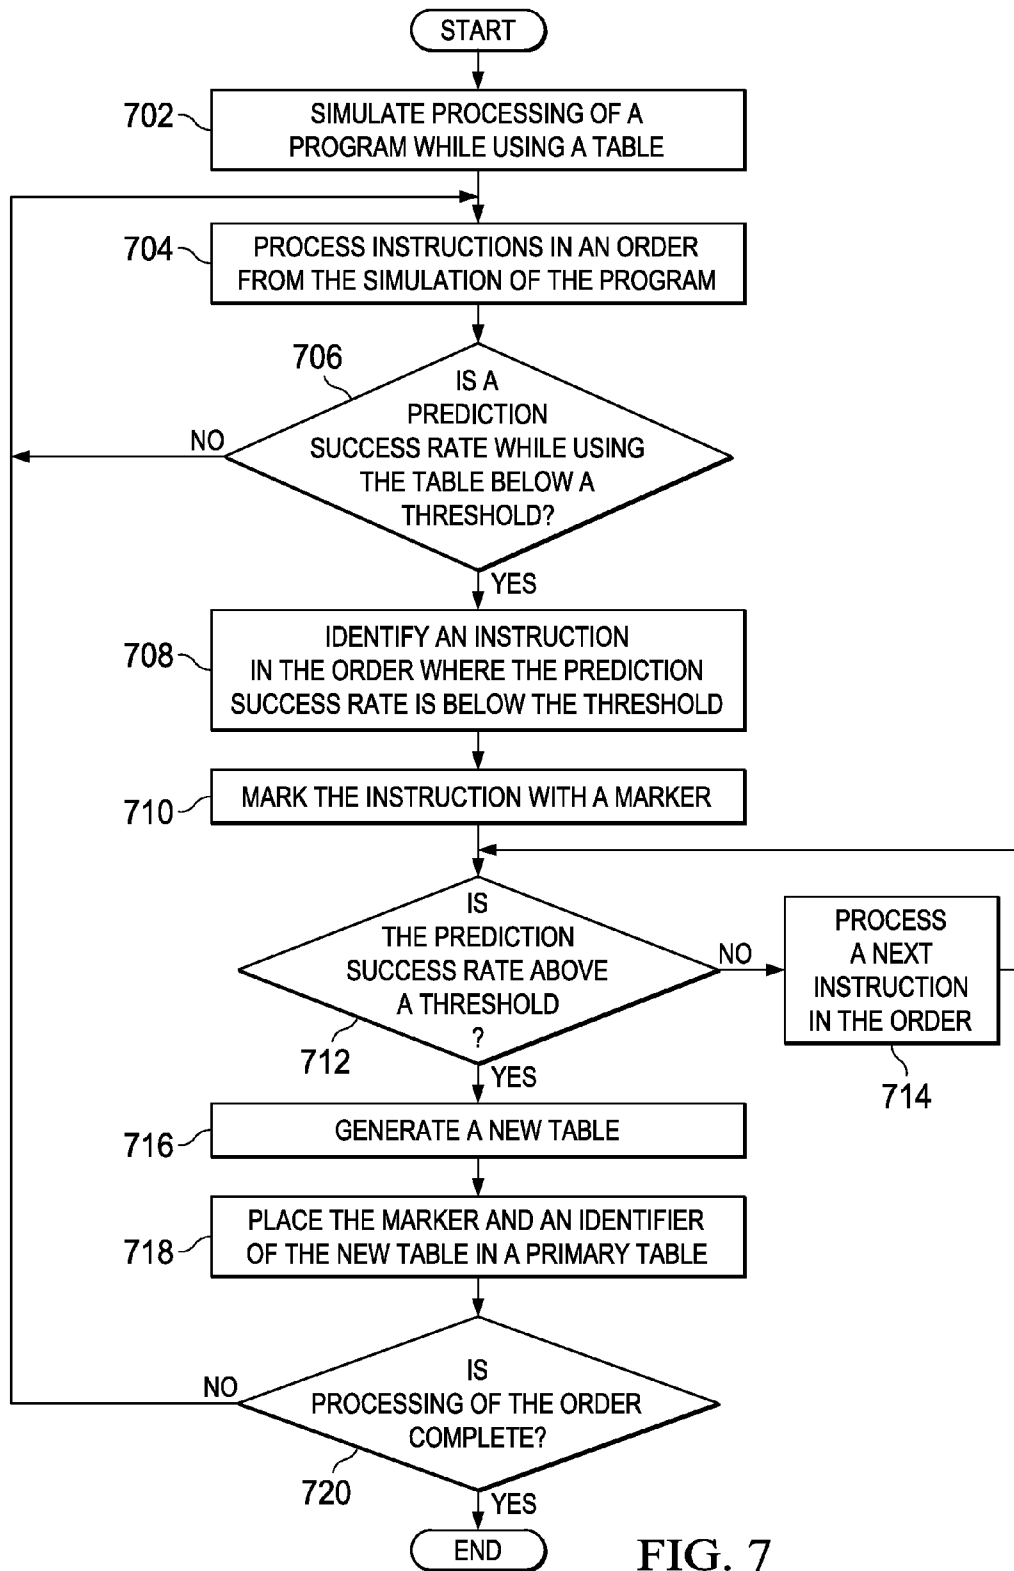 START
702
SIMULATE PROCESSING OF A
PROGRAM WHILE USING A TABLE
704
PROCESS INSTRUCTIONS IN AN ORDER
FROM THE SIMULATION OF THE PROGRAM
706
IS A
PREDICTION
SUCCESS RATE WHILE USING
THE TABLE BELOW A
THRESHOLD?
NO
YES
708
IDENTIFY AN INSTRUCTION
IN THE ORDER WHERE THE PREDICTION
SUCCESS RATE IS BELOW THE THRESHOLD
710
MARK THE INSTRUCTION WITH A MARKER
IS
THE PREDICTION
SUCCESS RATE ABOVE
A THRESHOLD
?
712
NO
PROCESS
A NEXT
INSTRUCTION
IN THE ORDER
714
YES
716
GENERATE A NEW TABLE
718
PLACE THE MARKER AND AN IDENTIFIER
OF THE NEW TABLE IN A PRIMARY TABLE
NO
IS
PROCESSING OF THE ORDER
COMPLETE?
720
YES
END
FIG. 7